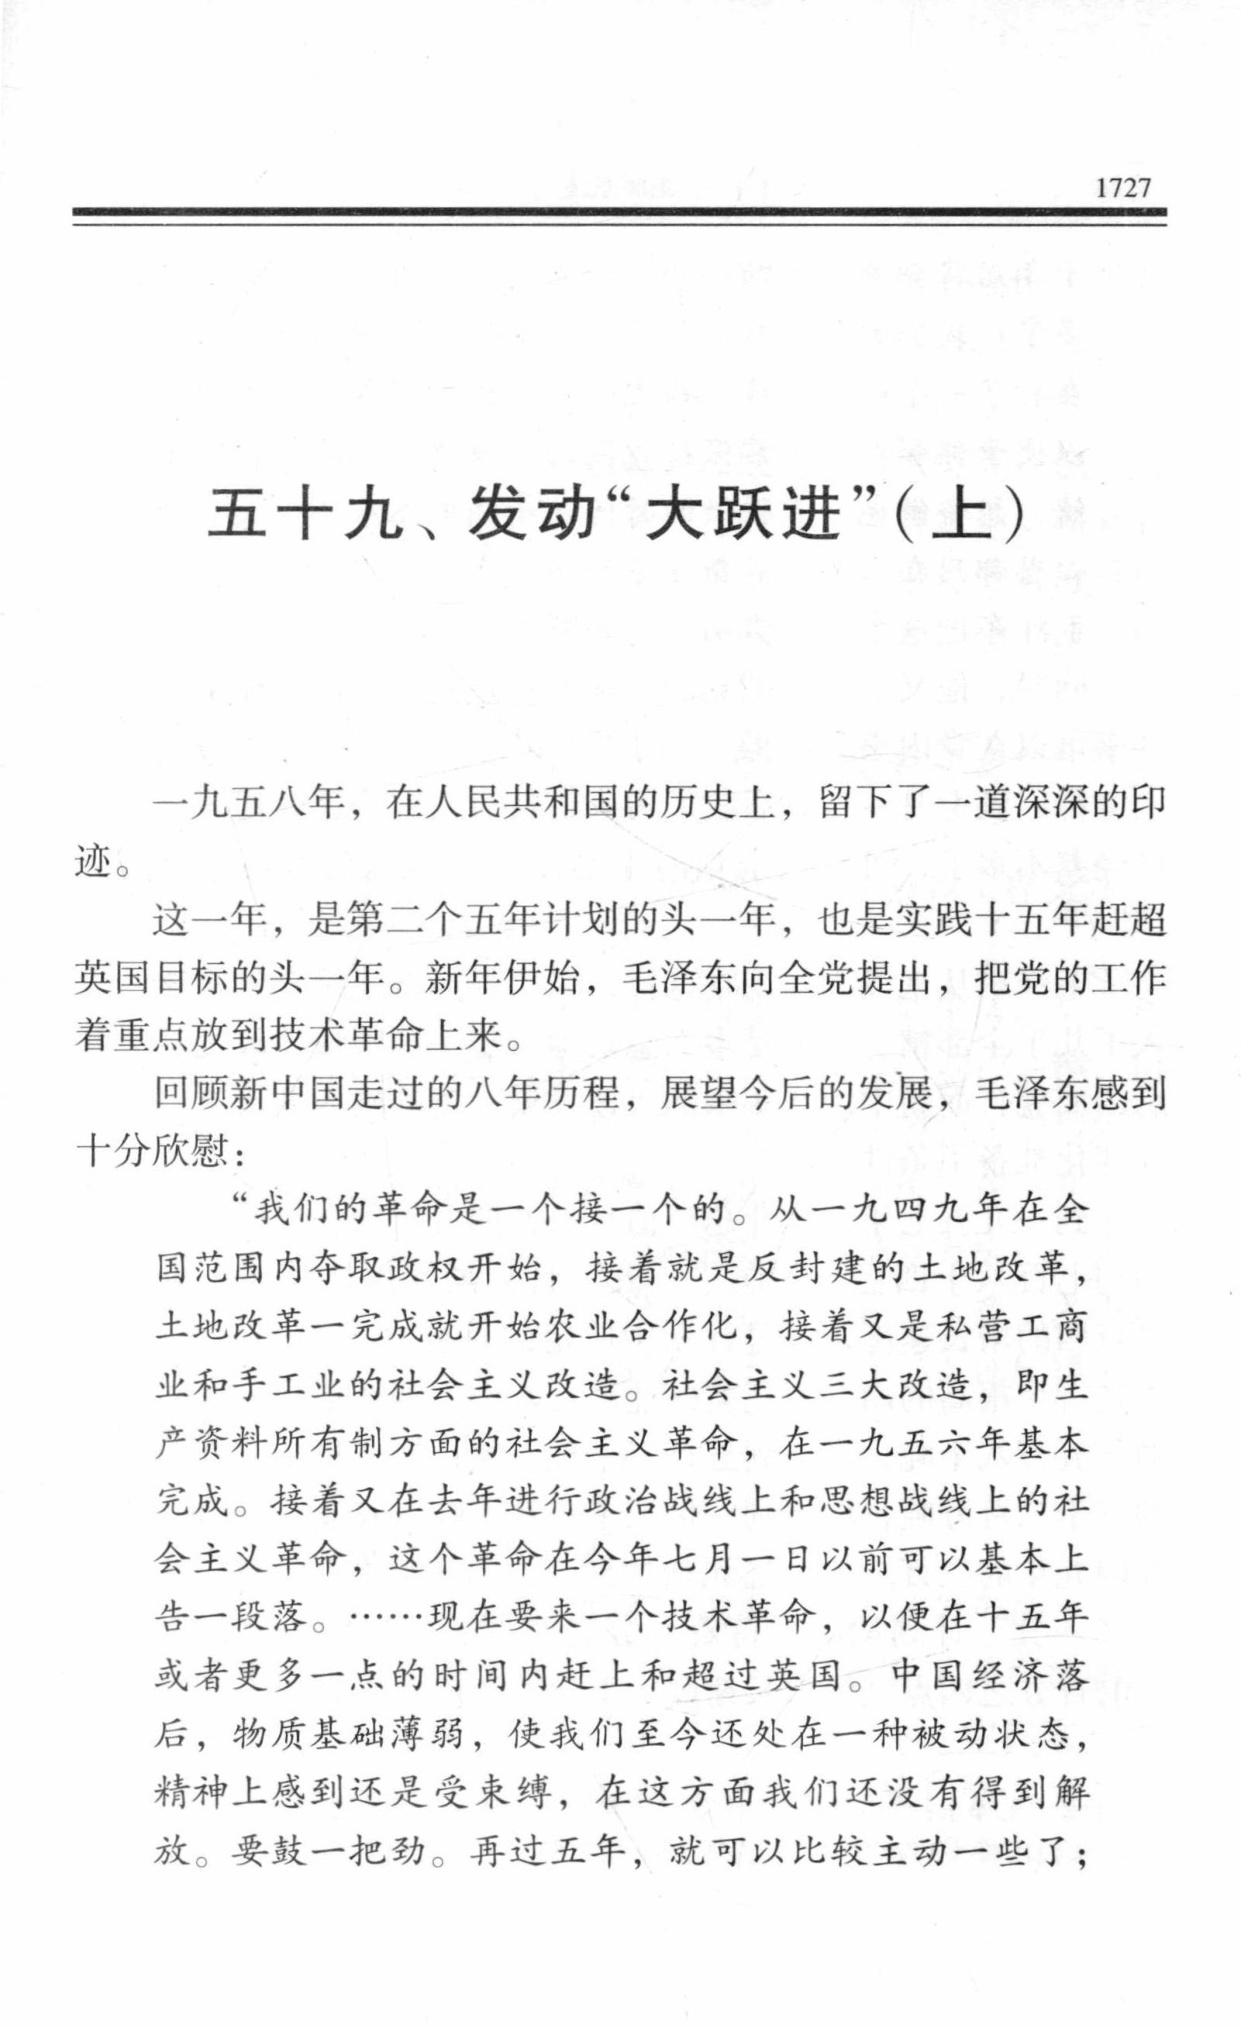 1727
五十九、发动“大跃进”（上）
一九五八年，在人民共和国的历史上，留下了一道深深的印
迹。
这一年，是第二个五年计划的头一年，也是实践十五年赶超
英国目标的头一年。新年伊始，毛泽东向全党提出，把党的工作
着重点放到技术革命上来。
回顾新中国走过的八年历程，展望今后的发展，毛泽东感到
十分欣慰：
“我们的革命是一个接一个的。从一九四九年在全
国范围内夺取政权开始，接着就是反封建的土地改革，
土地改革一完成就开始农业合作化，接着又是私营工商
业和手工业的社会主义改造。社会主义三大改造，即生
产资料所有制方面的社会主义革命，在一九五六年基本
完成。接着又在去年进行政治战线上和思想战线上的社
会主义革命，这个革命在今年七月一日以前可以基本上
告一段落。……现在要来一个技术革命，以便在十五年
或者更多一点的时间内赶上和超过英国。中国经济落
后，物质基础薄弱，使我们至今还处在一种被动状态，
精神上感到还是受束缚，在这方面我们还没有得到解
放。要鼓一把劲。再过五年，就可以比较主动一些了；